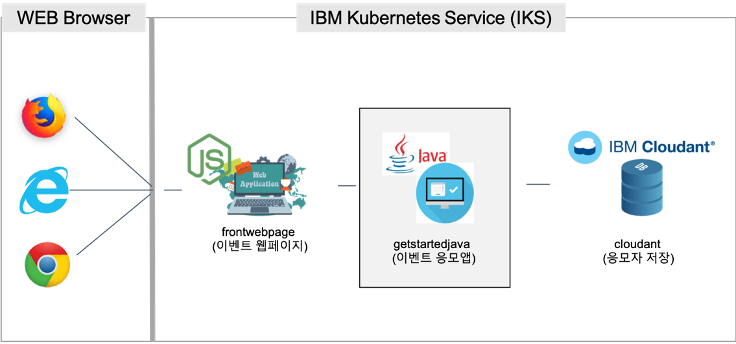 WEB Browser
IBM Kubernetes Service (IKS)
JS
Web
Application
Java
IBM Cloudant®
DB
frontwebpage
(이벤트 웹페이지)
getstartedjava
(이벤트 응모앱)
cloudant
(응모자 저장)